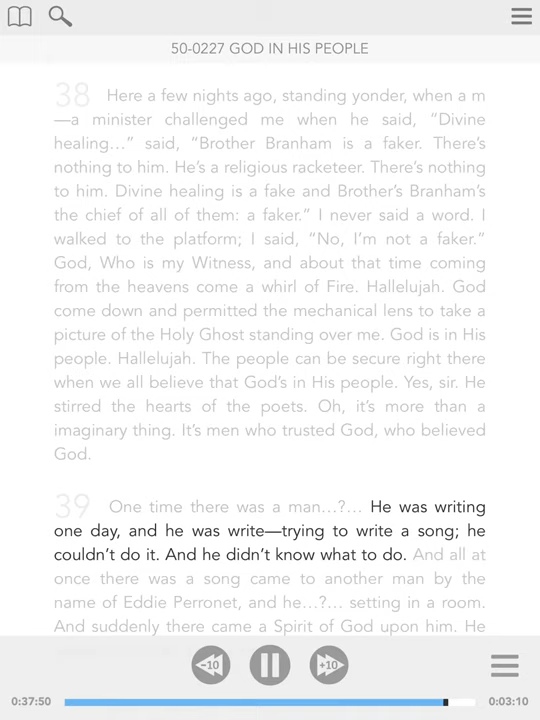 50-0227 GOD IN HIS PEOPLE
38 Here a few nights ago, standing yonder, when a m
—a minister challenged me when he said, “Divine
healing…” said, “Brother Branham is a faker. There’s
nothing to him. He’s a religious racketeer. There’s nothing
to him. Divine healing is a fake and Brother’s Branham’s
the chief of all of them: a faker.” I never said a word. I
walked to the platform; I said, “No, I’m not a faker.”
God, Who is my Witness, and about that time coming
from the heavens come a whirl of Fire. Hallelujah. God
come down and permitted the mechanical lens to take a
picture of the Holy Ghost standing over me. God is in His
people. Hallelujah. The people can be secure right there
when we all believe that God’s in His people. Yes, sir. He
stirred the hearts of the poets. Oh, it’s more than a
imaginary thing. It’s men who trusted God, who believed
God.
39 One time there was a man…?… He was writing
one day, and he was write—trying to write a song; he
couldn’t do it. And he didn’t know what to do. And all at
once there was a song came to another man by the
name of Eddie Perronet, and he…?… setting in a room.
And suddenly there came a Spirit of God upon him. He
-10
+10
0:37:50
0:03:10